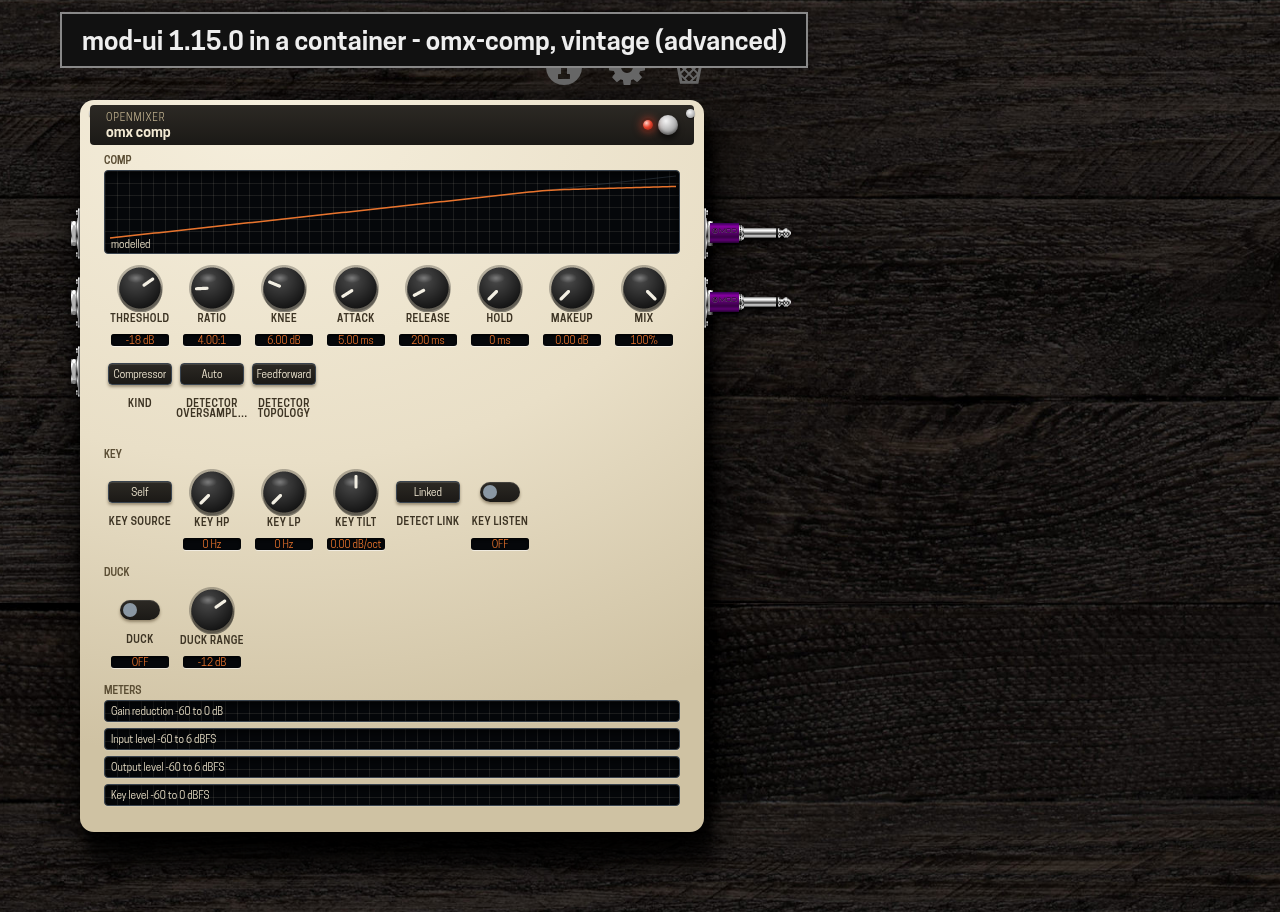 mod-ui 1.15.0 in a container - omx-comp, vintage (advanced)
OPENMIXER
omx comp
COMP
modelled
THRESHOLD RATIO KNEE ATTACK RELEASE HOLD MAKEUP MIX
-18 dB 4.00:1 6.00 dB 5.00 ms 200 ms 0 ms 0.00 dB 100%
Compressor Auto Feedforward
KIND DETECTOR OVERSAMPL... DETECTOR TOPOLOGY
KEY
Self Linked
KEY SOURCE KEY HP KEY LP KEY TILT DETECT LINK KEY LISTEN
0 Hz 0 Hz 0.00 dB/oct OFF
DUCK
DUCK DUCK RANGE
OFF -12 dB
METERS
Gain reduction -60 to 0 dB
Input level -60 to 6 dBFS
Output level -60 to 6 dBFS
Key level -60 to 0 dBFS